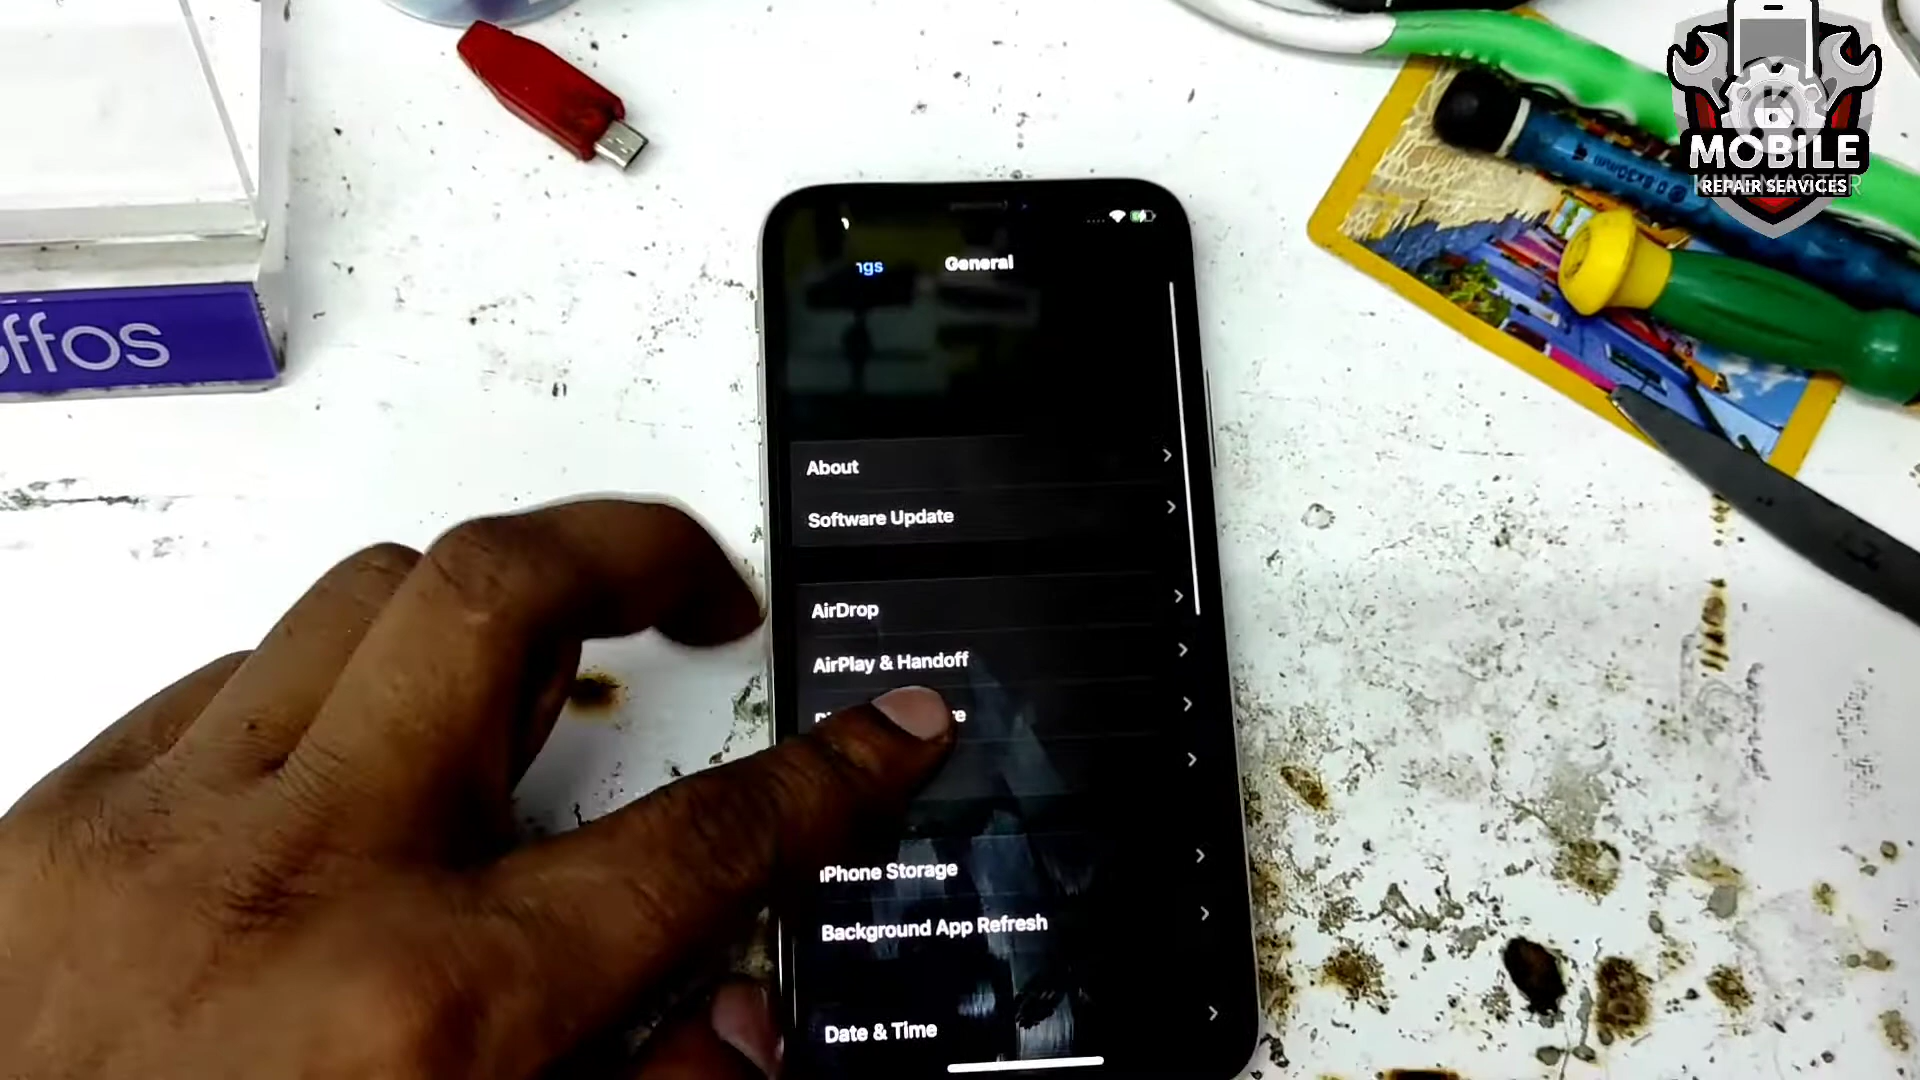 ffos
K
MOBILE
REPAIR SERVICES
ngs
General
About
Software Update
AirDrop
AirPlay & Handoff
iPhone Storage
Background App Refresh
Date & Time